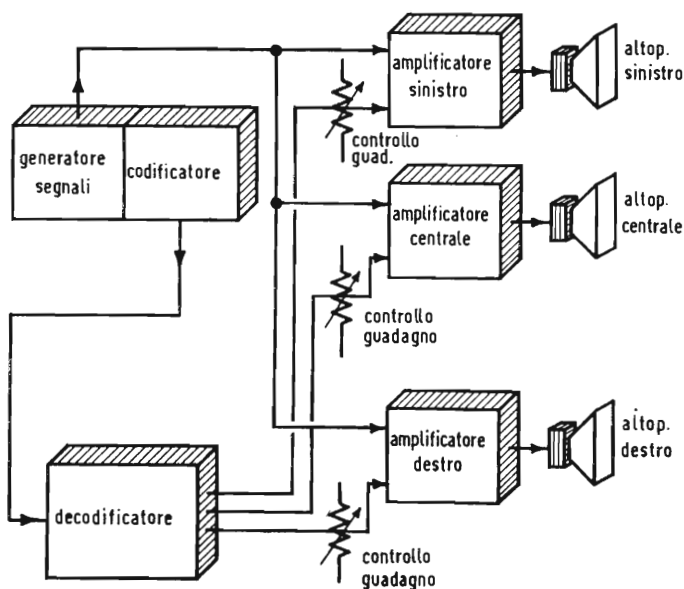 amplificatore
sinistro
altop.
sinistro
controllo
guad.
generatore
segnali
codificatore
amplificatore
centrale
altop.
centrale
controllo
guadagno
amplificatore
destro
altop.
destro
decodificatore
controllo
guadagno